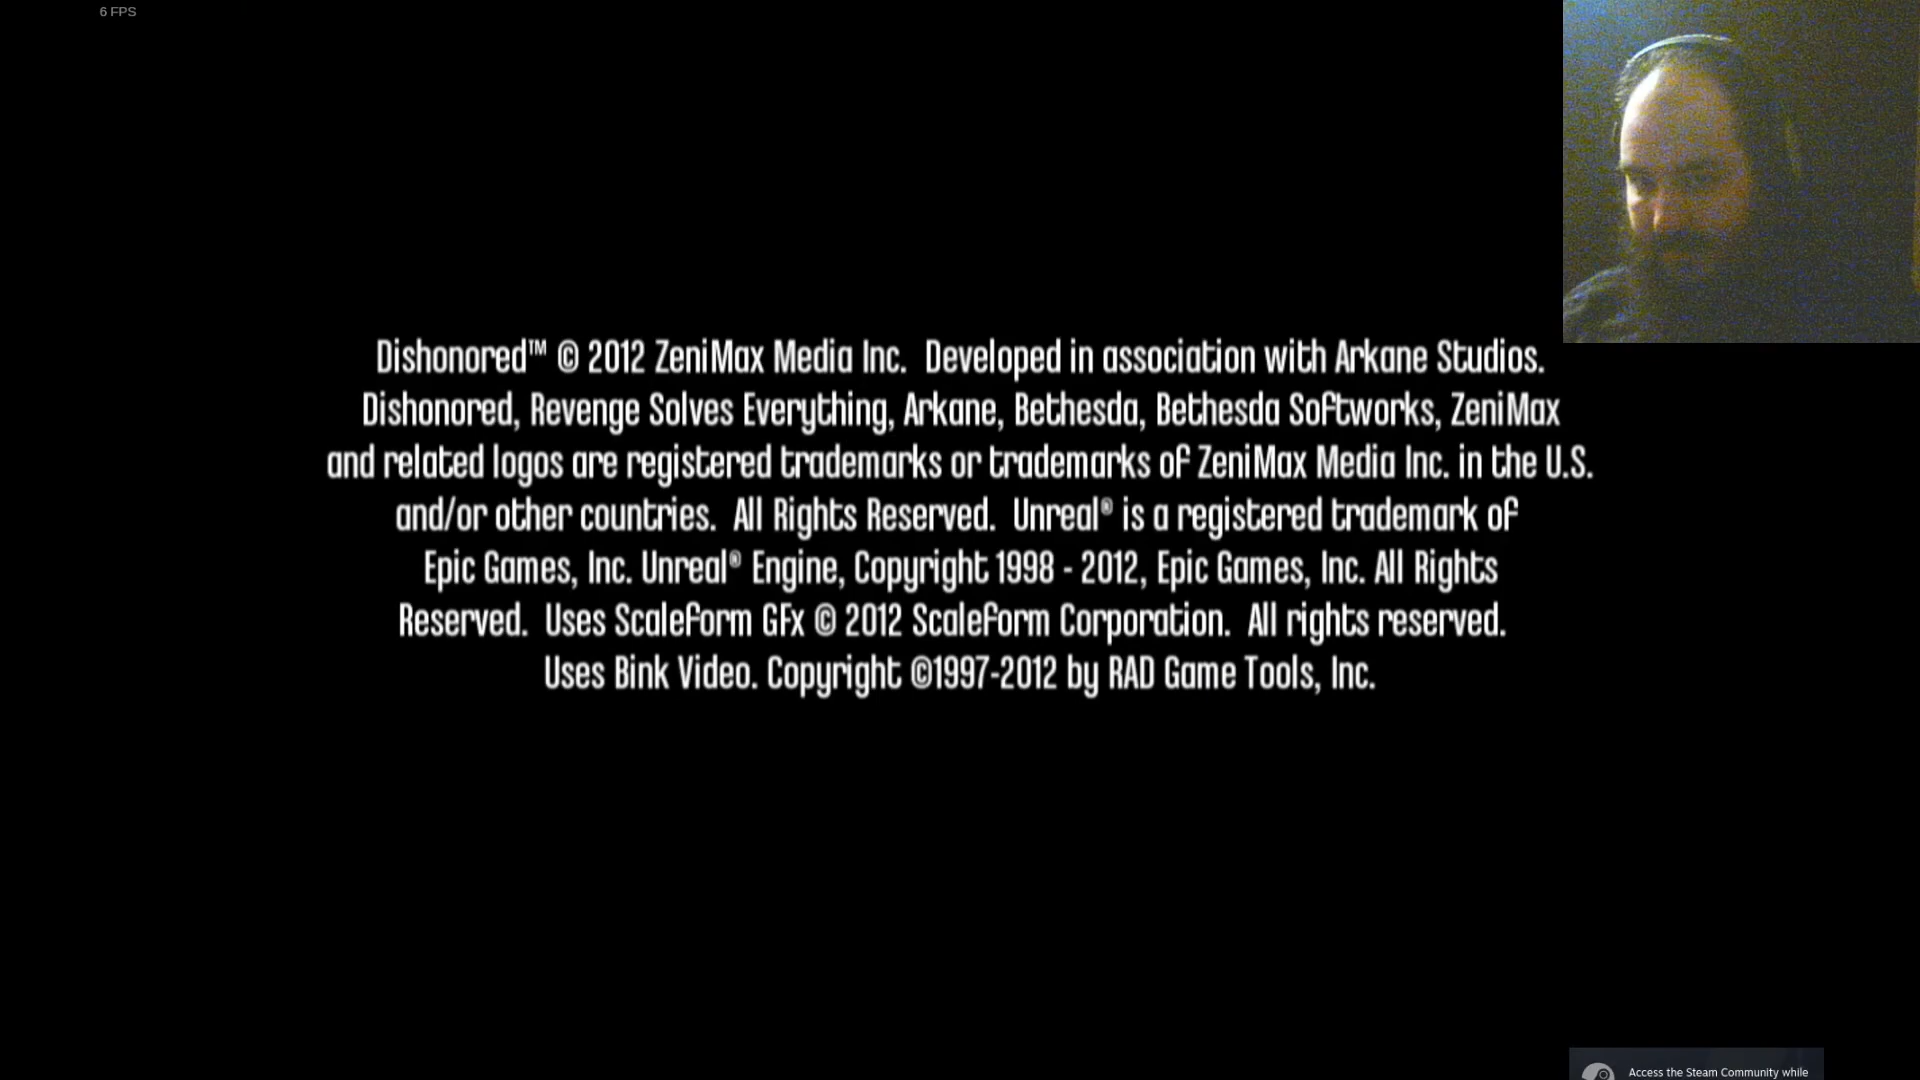 6 FPS
Dishonored™ © 2012 ZeniMax Media Inc.  Developed in association with Arkane Studios.
Dishonored, Revenge Solves Everything, Arkane, Bethesda, Bethesda Softworks, ZeniMax
and related logos are registered trademarks or trademarks of ZeniMax Media Inc. in the U.S.
and/or other countries.  All Rights Reserved.  Unreal® is a registered trademark of
Epic Games, Inc. Unreal® Engine, Copyright 1998 - 2012, Epic Games, Inc. All Rights
Reserved.  Uses Scaleform GFx © 2012 Scaleform Corporation.  All rights reserved.
Uses Bink Video. Copyright ©1997-2012 by RAD Game Tools, Inc.
Access the Steam Community while